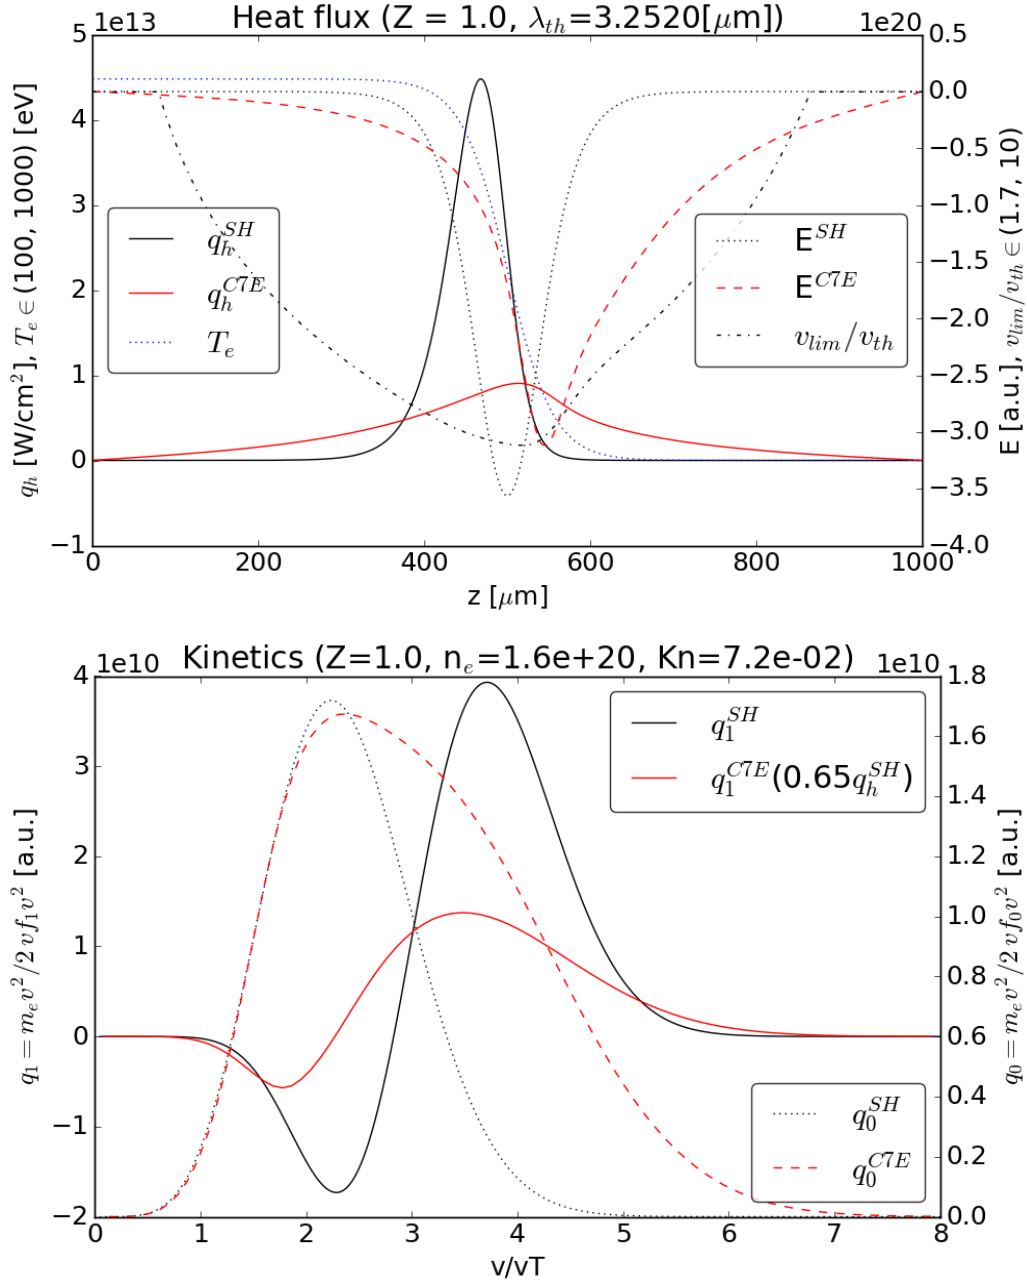 Heat flux (Z = 1.0, λ_th=3.2520[μm])
1e13
1e20
5
4
3
2
1
0
−1
q_h [W/cm²], T_e ∈ (100, 1000) [eV]
q_h^SH
q_h^C7E
T_e
E^SH
E^C7E
v_lim/v_th
0.5
0.0
−0.5
−1.0
−1.5
−2.0
−2.5
−3.0
−3.5
−4.0
E [a.u.], v_lim/v_th ∈ (1.7, 10)
0 200 400 600 800 1000
z [μm]
Kinetics (Z=1.0, n_e=1.6e+20, Kn=7.2e-02)
1e10
1e10
4
3
2
1
0
−1
−2
q_1 = m_e v²/2 v f_1 v² [a.u.]
q_1^SH
q_1^C7E(0.65q_h^SH)
q_0^SH
q_0^C7E
1.8
1.6
1.4
1.2
1.0
0.8
0.6
0.4
0.2
0.0
q_0 = m_e v²/2 v f_0 v² [a.u.]
0 1 2 3 4 5 6 7 8
v/vT